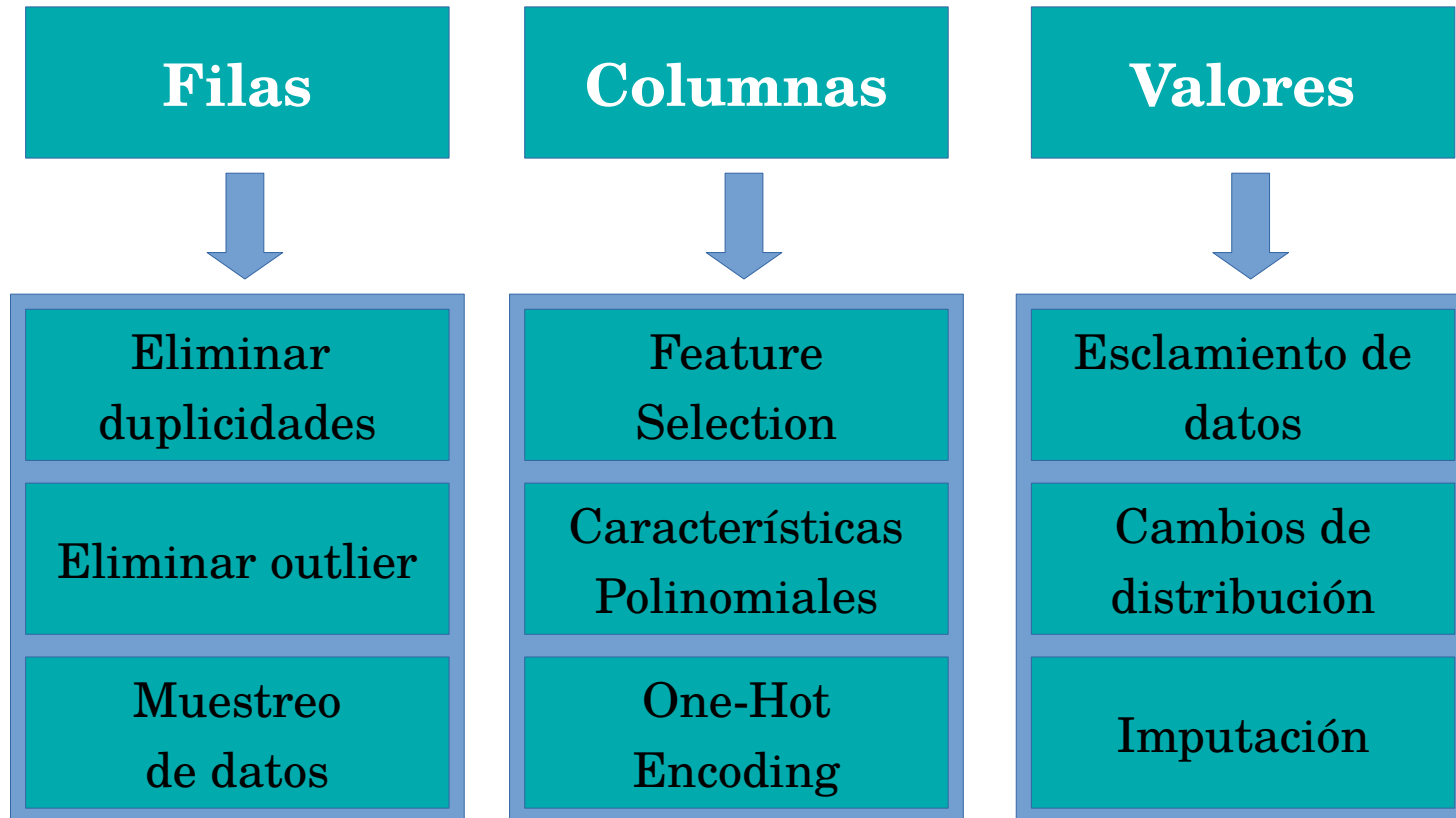 Filas
Columnas
Valores
Eliminar
duplicidades
Eliminar outlier
Muestreo
de datos
Feature
Selection
Características
Polinomiales
One-Hot
Encoding
Esclamiento de
datos
Cambios de
distribución
Imputación